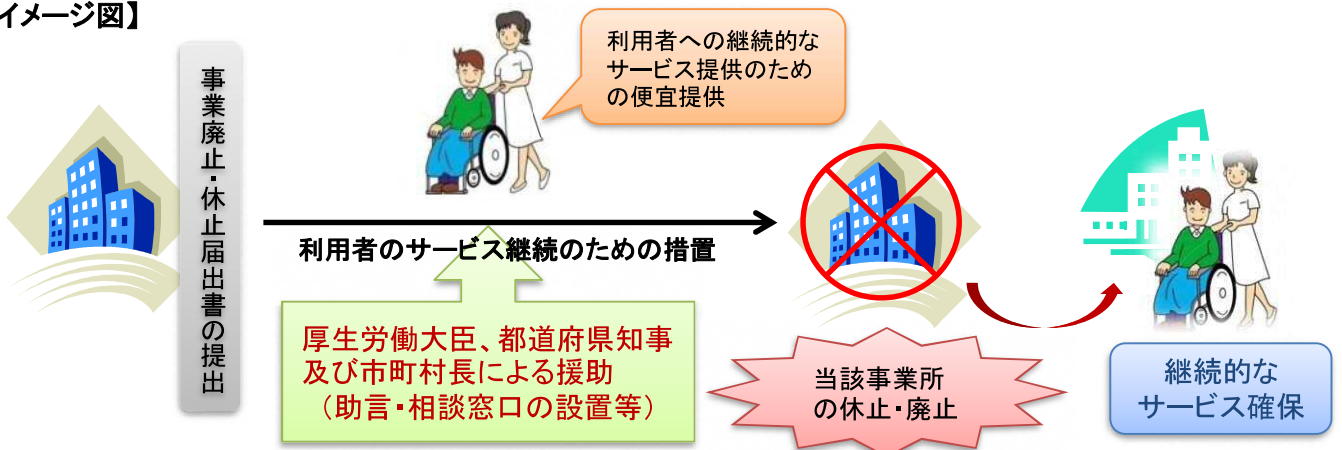 イメージ図】
事業廃止・休止届出書の提出
利用者への継続的な
サービス提供のため
の便宜提供
利用者のサービス継続のための措置
厚生労働大臣、都道府県知事
及び市町村長による援助
（助言・相談窓口の設置等）
当該事業所
の休止・廃止
継続的な
サービス確保